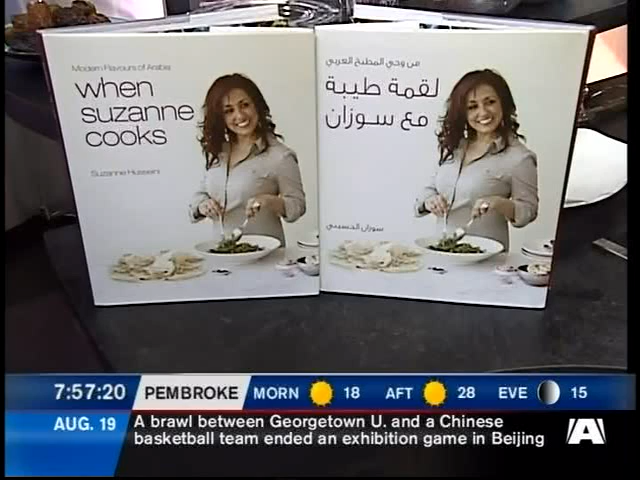 Modern Flavours of Arabia
when
suzanne
cooks
Suzanne Husseini
من وحي المطبخ العربي
لقمة طيبة
مع سوزان
سوزان الحسيني
7:57:20 PEMBROKE MORN 18 AFT 28 EVE 15
AUG. 19 A brawl between Georgetown U. and a Chinese
basketball team ended an exhibition game in Beijing
A